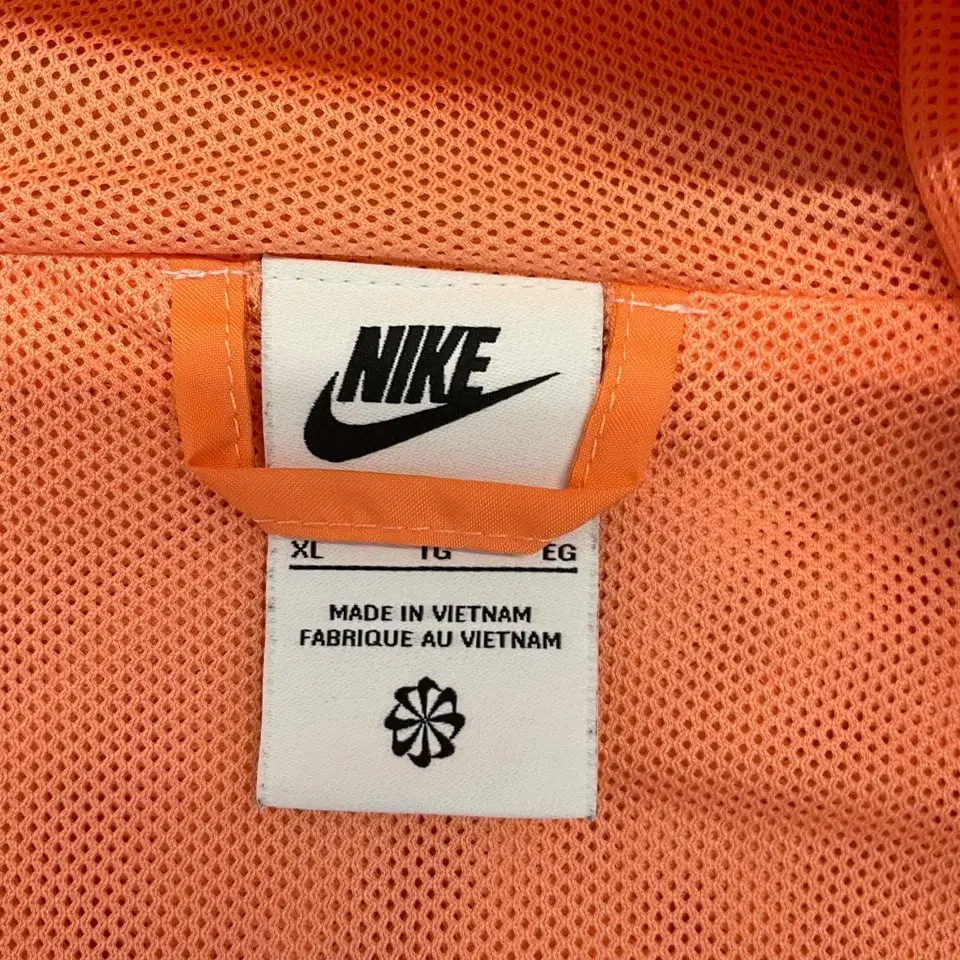 NIKE
XL TG EG
MADE IN VIETNAM
FABRIQUE AU VIETNAM